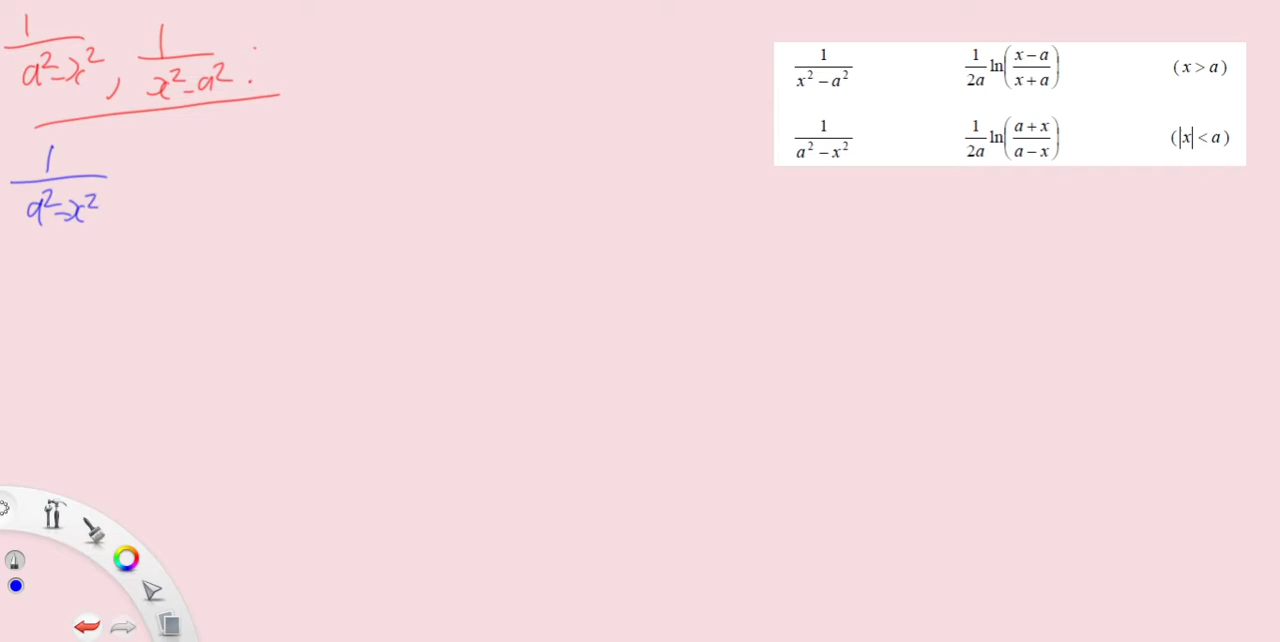 1/(a²-x²), 1/(x²-a²) :
1/(a²-x²)
1/(x² − a²) 1/2a ln((x − a)/(x + a)) (x > a)
1/(a² − x²) 1/2a ln((a + x)/(a − x)) (|x| < a)